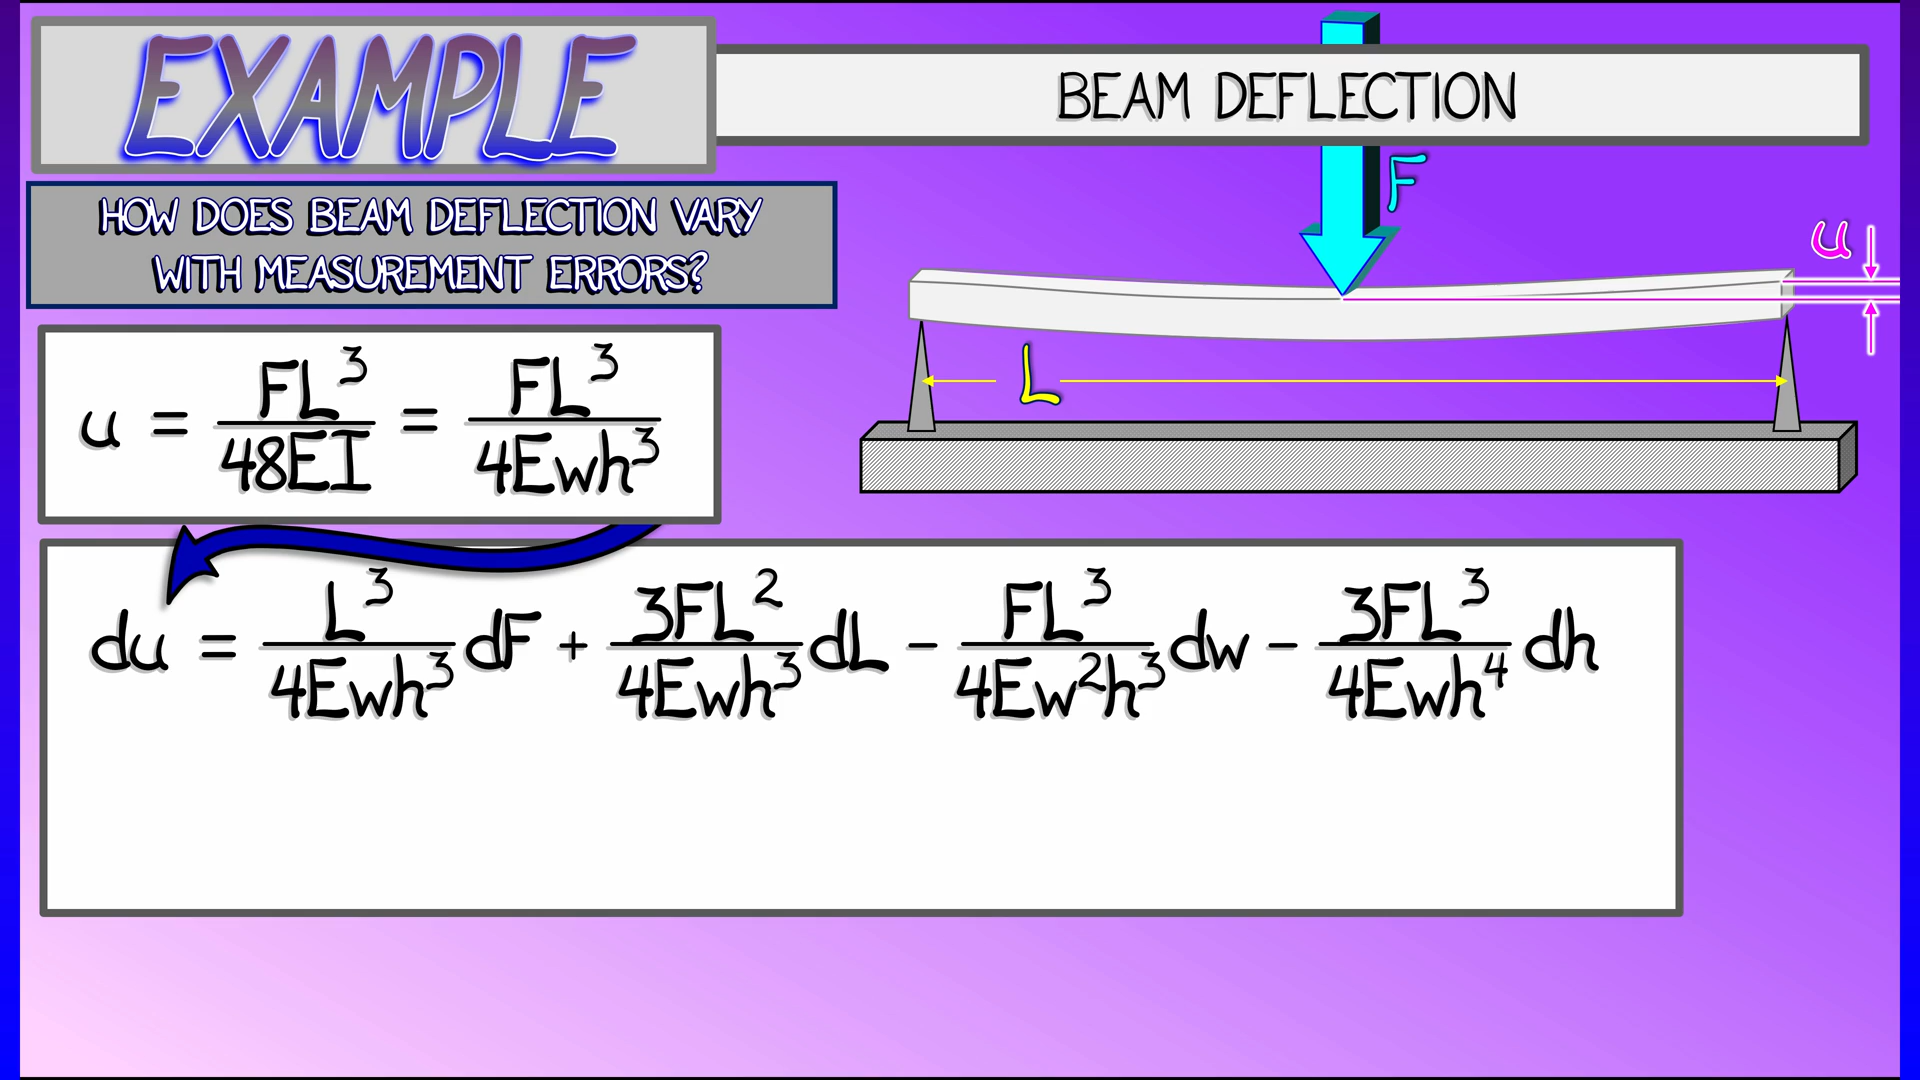 EXAMPLE
BEAM DEFLECTION
HOW DOES BEAM DEFLECTION VARY
WITH MEASUREMENT ERRORS?
F
u
L
u = FL³/48EI = FL³/4Ewh³
du = L³/4Ewh³ dF + 3FL²/4Ewh³ dL - FL³/4Ew²h³ dw - 3FL³/4Ewh⁴ dh